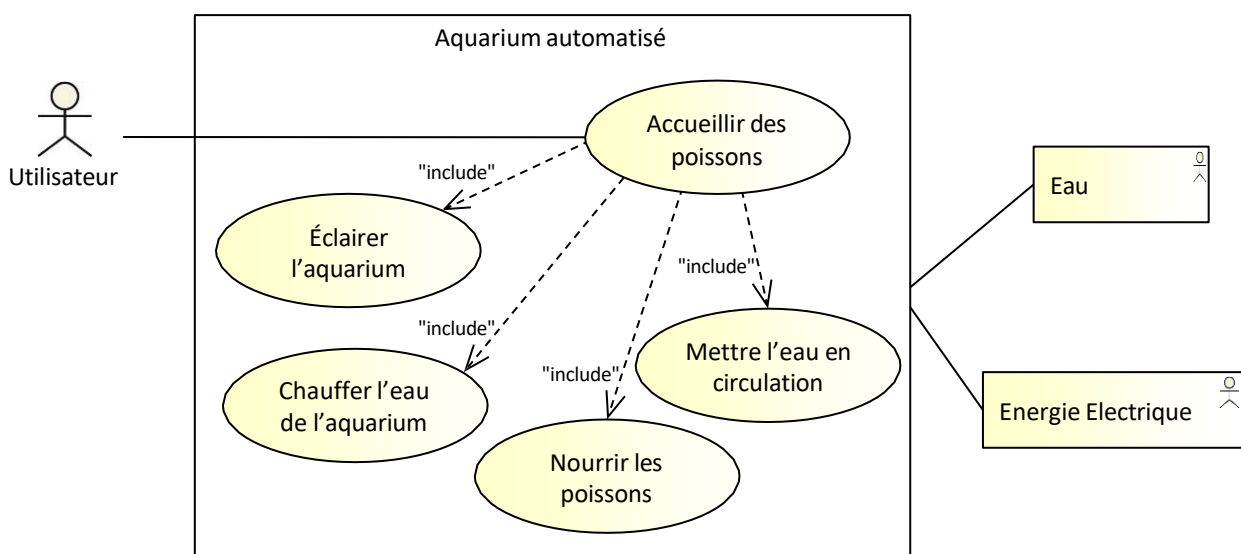 Aquarium automatisé
Utilisateur
Accueillir des
poissons
"include"
Éclairer
l'aquarium
"include"
Chauffer l'eau
de l'aquarium
"include"
Nourrir les
poissons
"include"
Mettre l'eau en
circulation
Eau
Energie Electrique